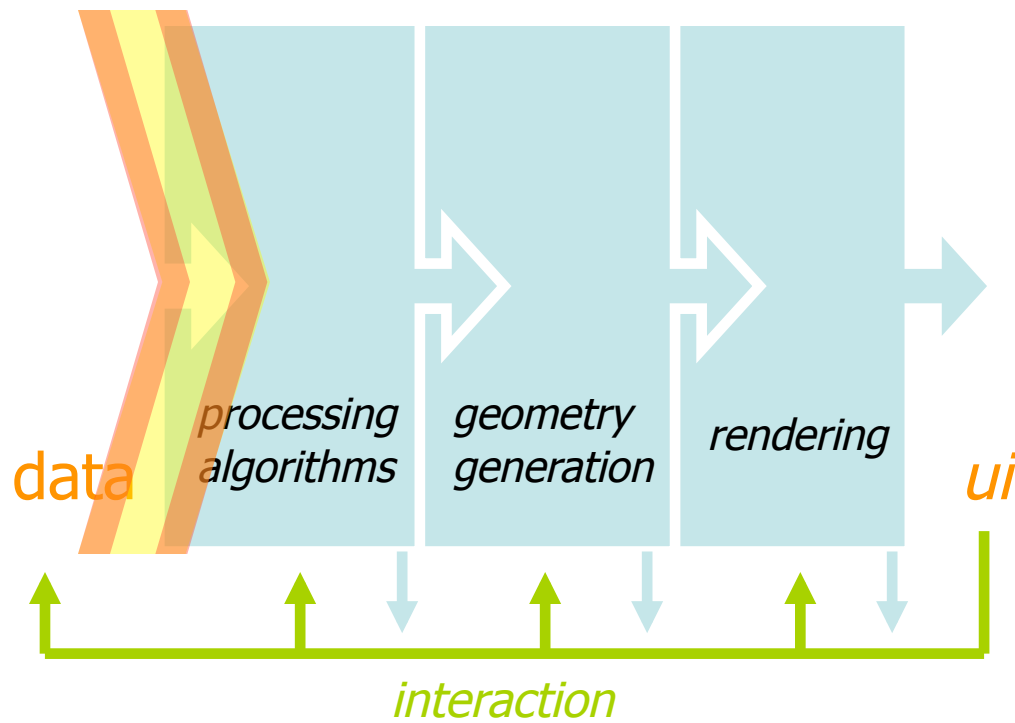 data
processing
algorithms
geometry
generation
rendering
ui
interaction